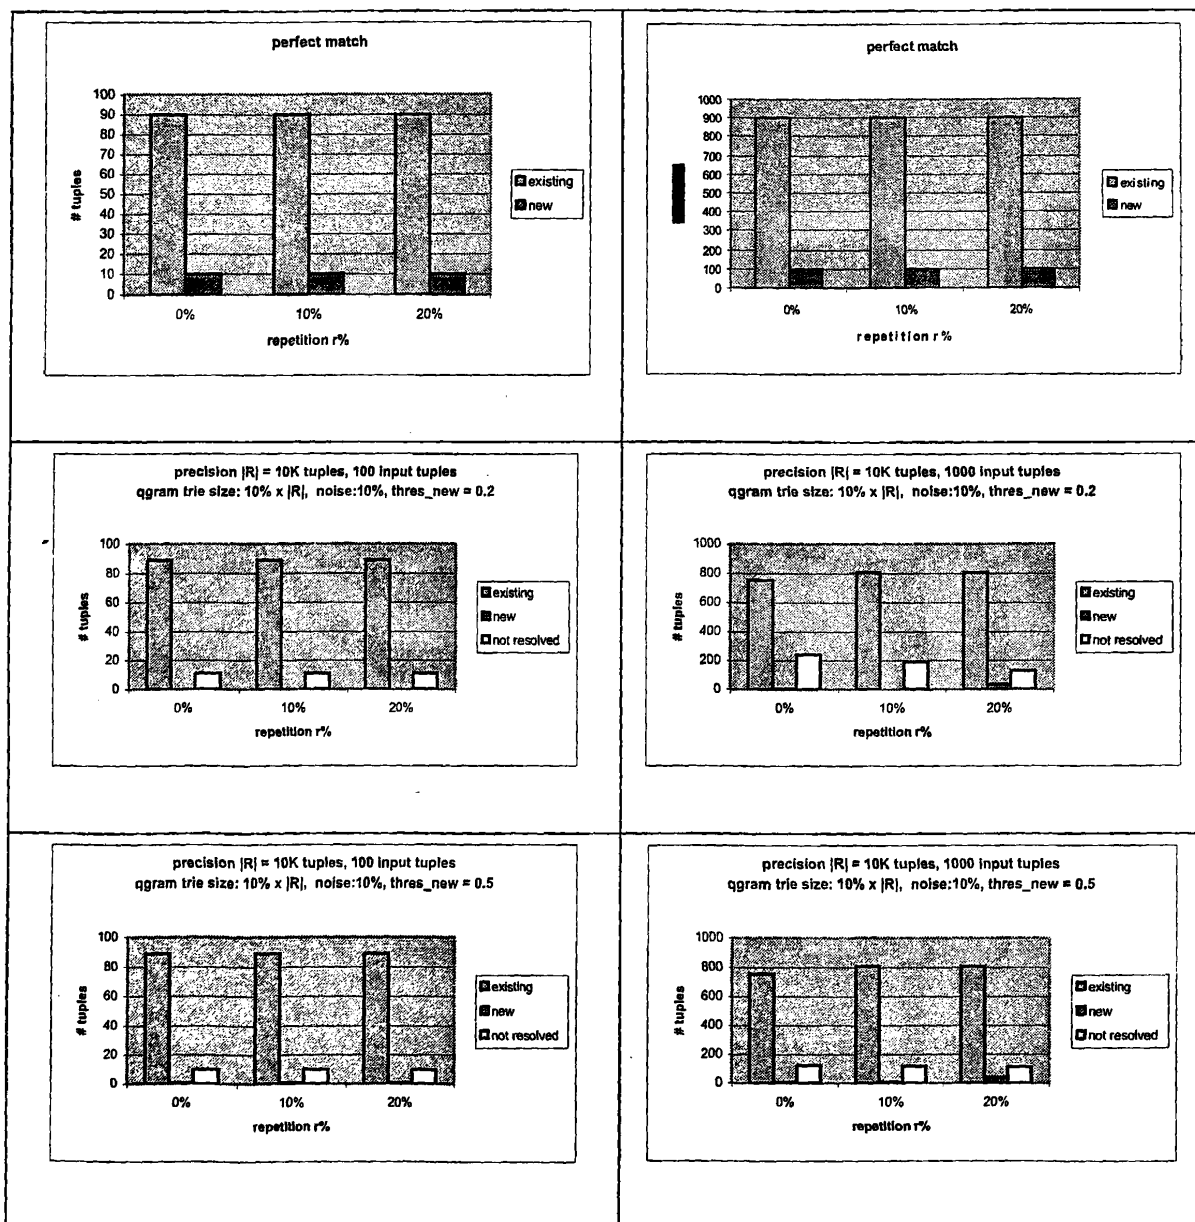 perfect match
100
90
80
70
60
50
40
30
20
10
0
# tuples
0% 10% 20%
repetition r%
existing
new
perfect match
1000
900
800
700
600
500
400
300
200
100
0
0% 10% 20%
repetition r%
existing
new
precision |R| = 10K tuples, 100 input tuples
qgram trie size: 10% x |R|, noise:10%, thres_new = 0.2
100
80
60
40
20
0
# tuples
0% 10% 20%
repetition r%
existing
new
not resolved
precision |R| = 10K tuples, 1000 input tuples
qgram trie size: 10% x |R|, noise:10%, thres_new = 0.2
1000
800
600
400
200
0
# tuples
0% 10% 20%
repetition r%
existing
new
not resolved
precision |R| = 10K tuples, 100 input tuples
qgram trie size: 10% x |R|, noise:10%, thres_new = 0.5
100
80
60
40
20
0
# tuples
0% 10% 20%
repetition r%
existing
new
not resolved
precision |R| = 10K tuples, 1000 input tuples
qgram trie size: 10% x |R|, noise:10%, thres_new = 0.5
1000
800
600
400
200
0
# tuples
0% 10% 20%
repetition r%
existing
new
not resolved